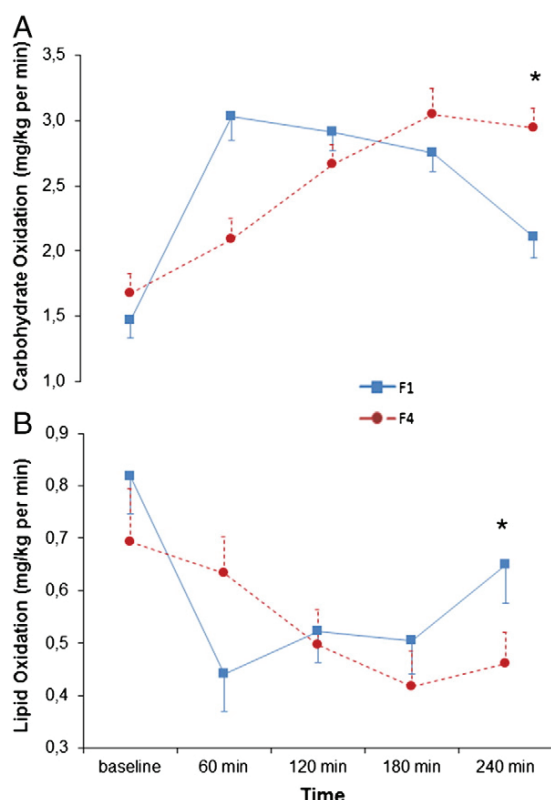 A
Carbohydrate Oxidation (mg/kg per min)
3,5
3,0
2,5
2,0
1,5
1,0
*
F1
F4
B
Lipid Oxidation (mg/kg per min)
0,9
0,8
0,7
0,6
0,5
0,4
0,3
*
baseline 60 min 120 min 180 min 240 min
Time